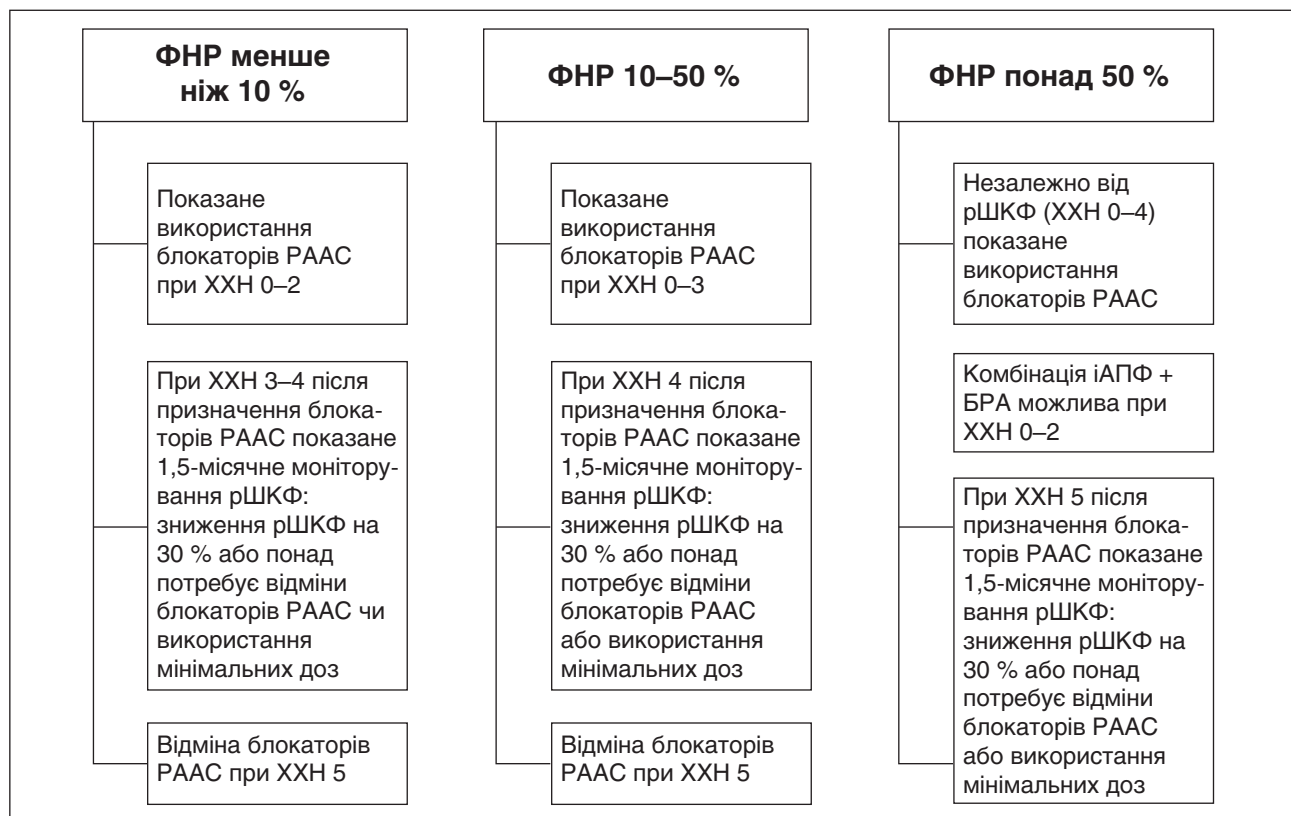 ФНР менше
ніж 10 %
Показане
використання
блокаторів РААС
при ХХН 0–2
При ХХН 3–4 після
призначення блока-
торів РААС показане
1,5-місячне монітору-
вання рШКФ:
зниження рШКФ на
30 % або понад
потребує відміни
блокаторів РААС чи
використання
мінімальних доз
Відміна блокаторів
РААС при ХХН 5
ФНР 10–50 %
Показане
використання
блокаторів РААС
при ХХН 0–3
При ХХН 4 після
призначення блока-
торів РААС показане
1,5-місячне монітору-
вання рШКФ:
зниження рШКФ на
30 % або понад
потребує відміни
блокаторів РААС
або використання
мінімальних доз
Відміна блокаторів
РААС при ХХН 5
ФНР понад 50 %
Незалежно від
рШКФ (ХХН 0–4)
показане
використання
блокаторів РААС
Комбінація іАПФ +
БРА можлива при
ХХН 0–2
При ХХН 5 після
призначення блока-
торів РААС показане
1,5-місячне монітору-
вання рШКФ:
зниження рШКФ на
30 % або понад
потребує відміни
блокаторів РААС
або використання
мінімальних доз